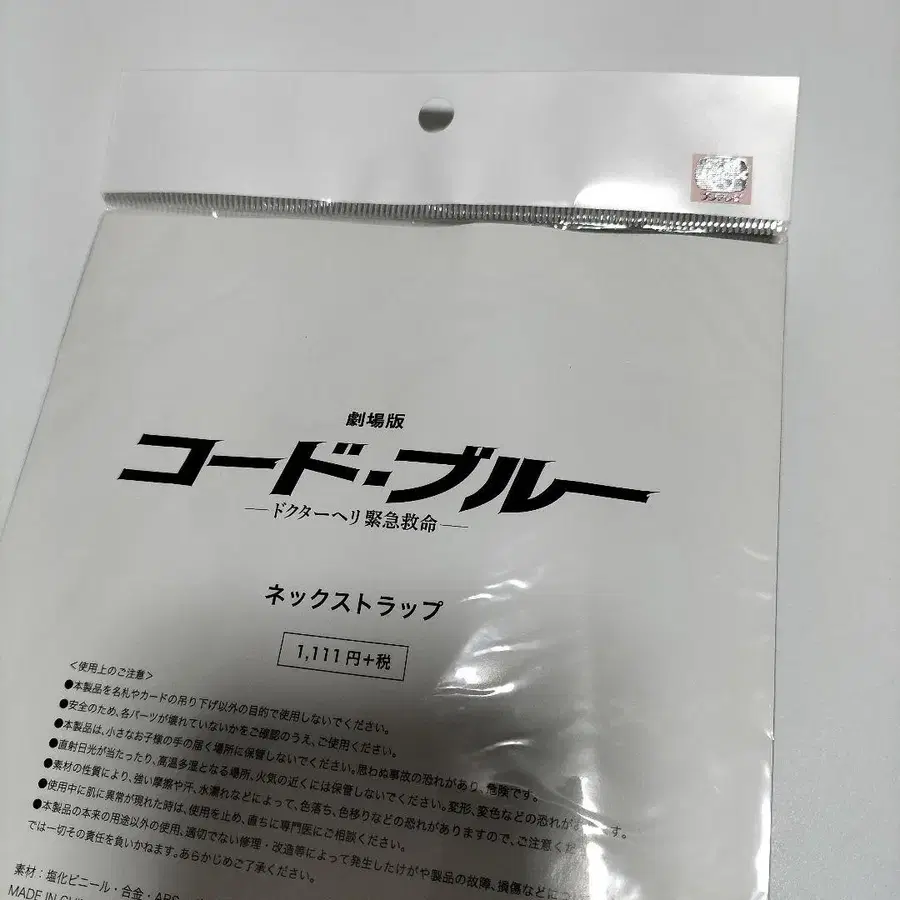 劇場版
コード・ブルー
―ドクターヘリ緊急救命―
ネックストラップ
1,111円+税
<使用上のご注意>
●本製品を名札やカードの吊り下げ以外の目的で使用しないでください。
●安全のため、各パーツが壊れていないかをご確認のうえ、ご使用ください。
●本製品は、小さなお子様の手の届く場所に保管しないでください。思わぬ事故の恐れがあり、危険です。
●直射日光が当たったり、高温多湿となる場所、火気の近くには保管しないでください。変形、変色などの恐れがあります。
●素材の性質により、強い摩擦や汗、水濡れなどによって、色落ち、色移りなどの恐れがありますので、ご注意くだ
●使用中に肌に異常が現れた時は、使用を止め、直ちに専門医にご相談ください。
●本製品の本来の用途以外の使用、適切でない修理・改造等によって発生したけがや製品の故障、損傷などに
では一切その責任を負いかねます。あらかじめご了承ください。
素材：塩化ビニール・合金・ABS
MADE IN